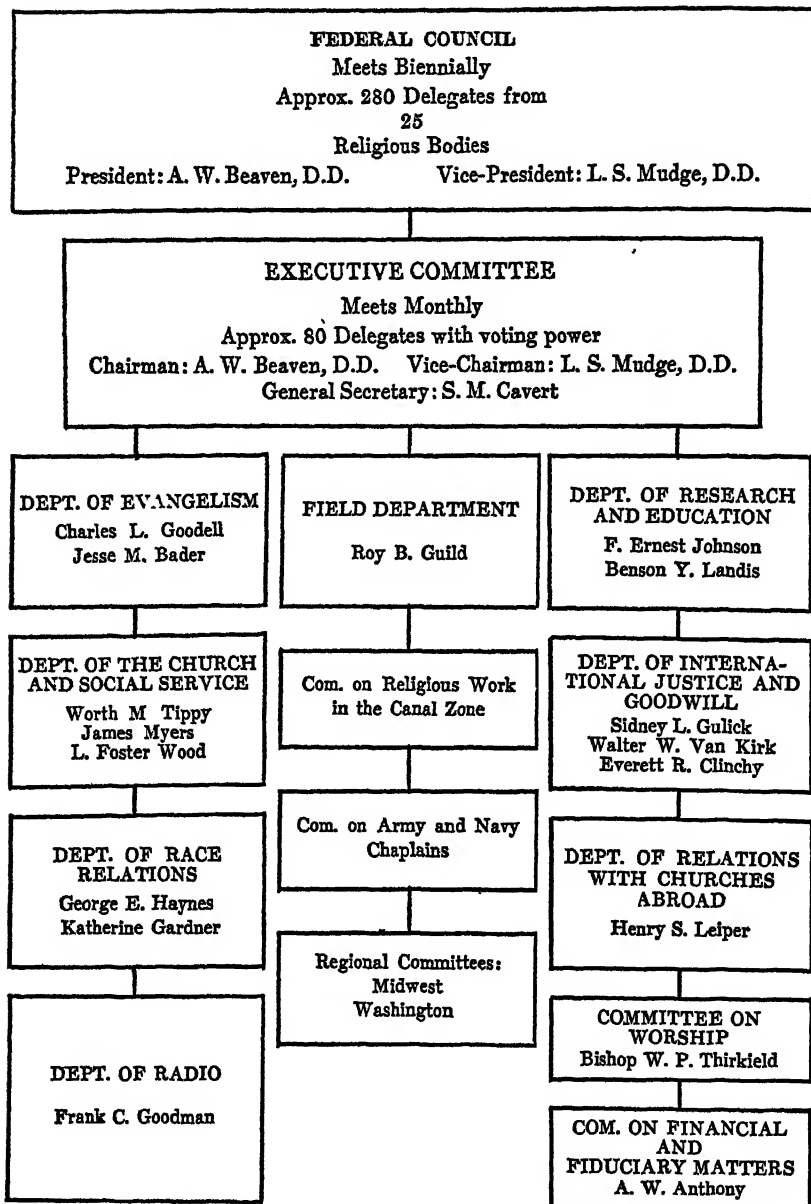 FEDERAL COUNCIL
Meets Biennially
Approx. 280 Delegates from
25
Religious Bodies
President: A. W. Beaven, D.D. Vice-President: L. S. Mudge, D.D.
EXECUTIVE COMMITTEE
Meets Monthly
Approx. 80 Delegates with voting power
Chairman: A. W. Beaven, D.D. Vice-Chairman: L. S. Mudge, D.D.
General Secretary: S. M. Cavert
DEPT. OF EVANGELISM
Charles L. Goodell
Jesse M. Bader
FIELD DEPARTMENT
Roy B. Guild
DEPT. OF RESEARCH
AND EDUCATION
F. Ernest Johnson
Benson Y. Landis
DEPT. OF THE CHURCH
AND SOCIAL SERVICE
Worth M Tippy
James Myers
L. Foster Wood
Com. on Religious Work
in the Canal Zone
DEPT. OF INTERNA-
TIONAL JUSTICE AND
GOODWILL
Sidney L. Gulick
Walter W. Van Kirk
Everett R. Clinchy
DEPT. OF RACE
RELATIONS
George E. Haynes
Katherine Gardner
Com. on Army and Navy
Chaplains
DEPT. OF RELATIONS
WITH CHURCHES
ABROAD
Henry S. Leiper
DEPT. OF RADIO
Frank C. Goodman
Regional Committees:
Midwest
Washington
COMMITTEE ON
WORSHIP
Bishop W. P. Thirkield
COM. ON FINANCIAL
AND
FIDUCIARY MATTERS
A. W. Anthony